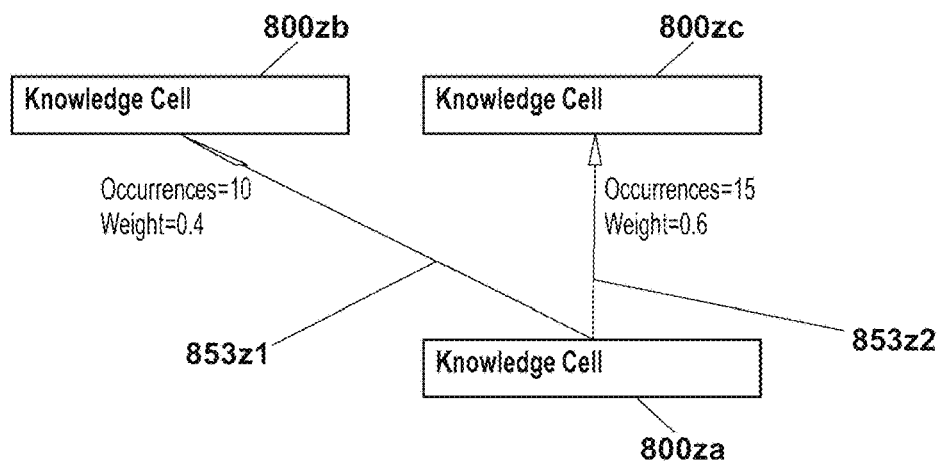 800zb
800zc
Knowledge Cell
Knowledge Cell
Occurrences=10
Weight=0.4
Occurrences=15
Weight=0.6
853z1
853z2
Knowledge Cell
800za